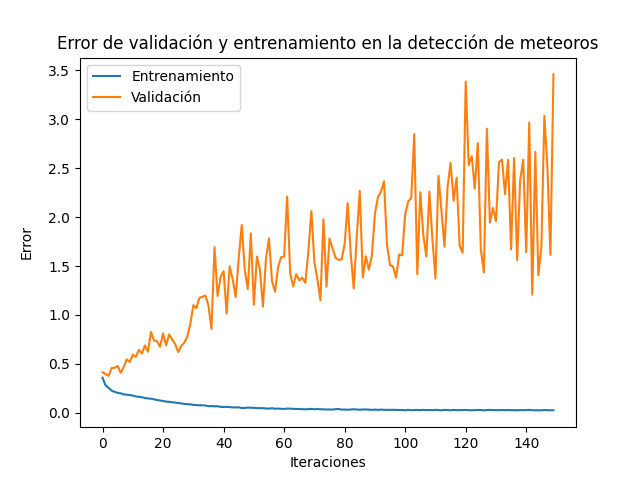 Error de validación y entrenamiento en la detección de meteoros
Entrenamiento
Validación
3.5
3.0
2.5
2.0
1.5
1.0
0.5
0.0
Error
0 20 40 60 80 100 120 140
Iteraciones